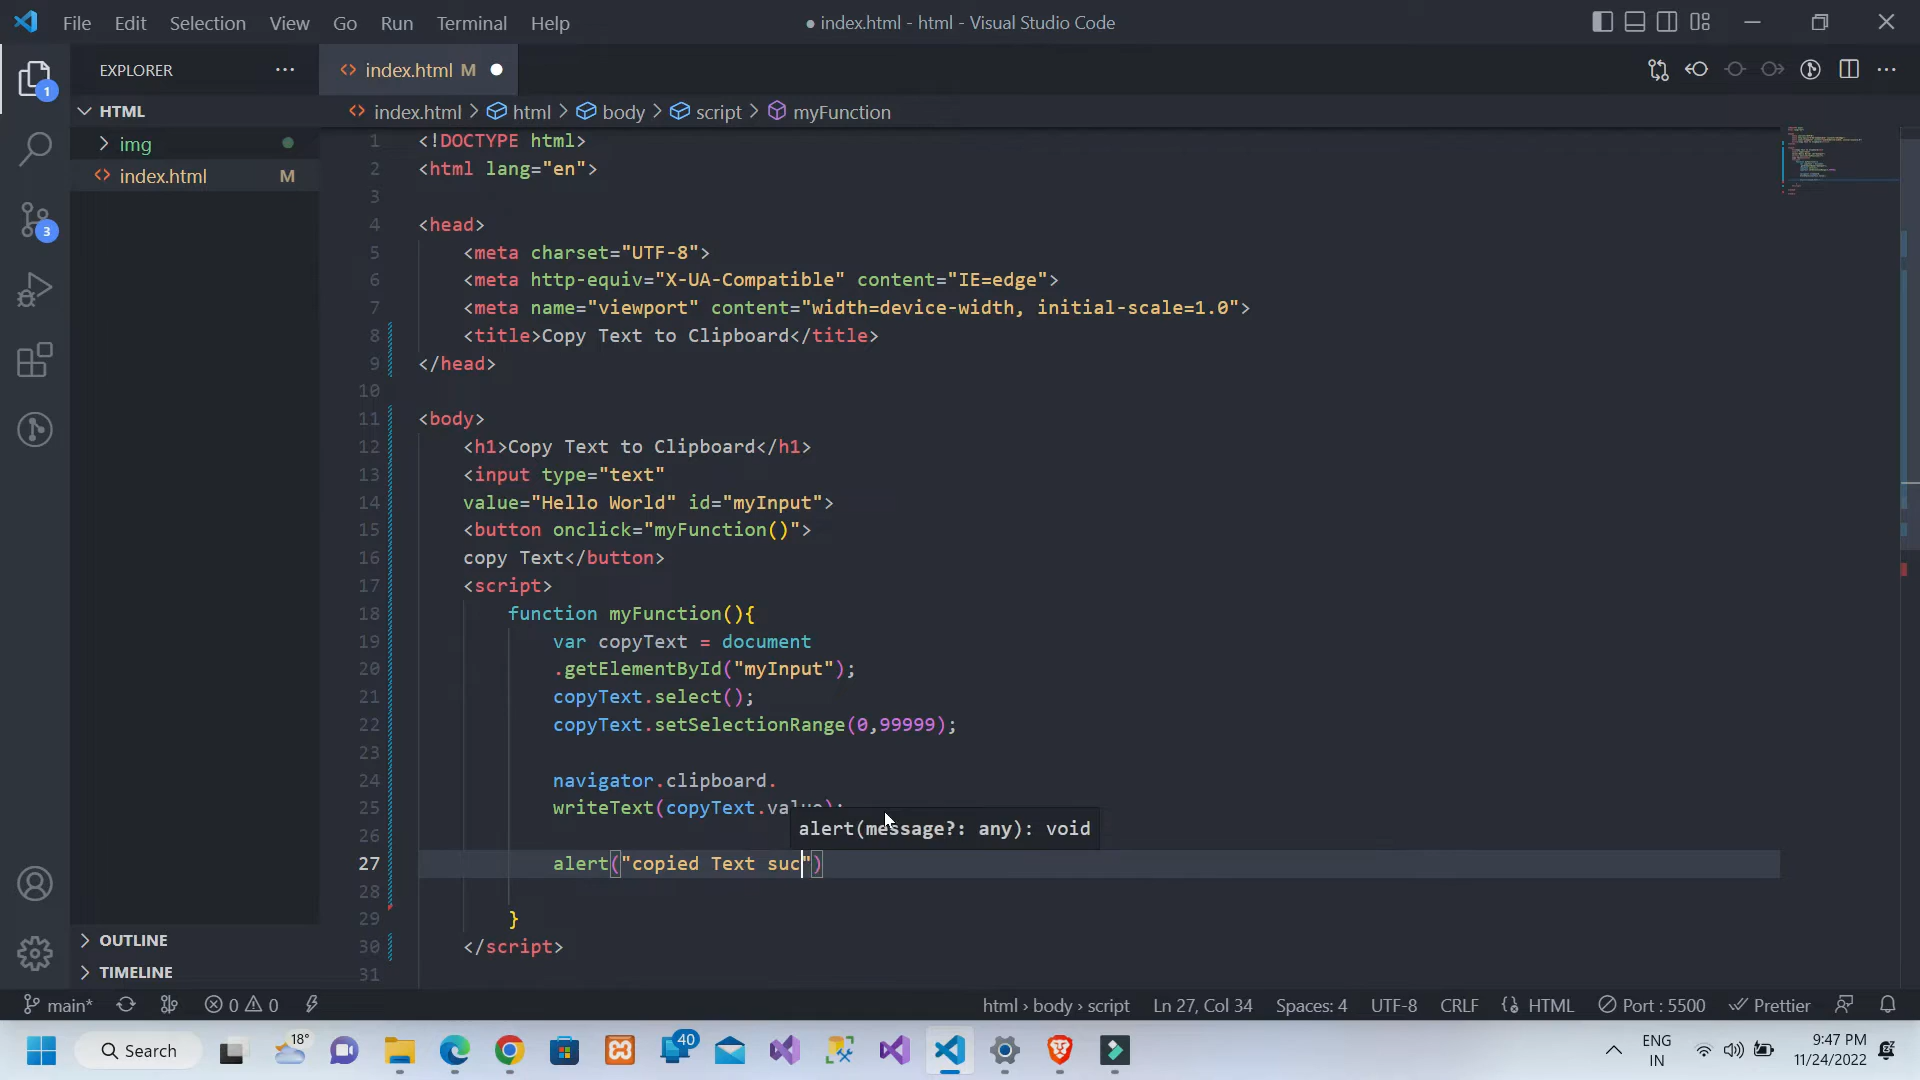 File Edit Selection View Go Run Terminal Help
● index.html - html - Visual Studio Code
EXPLORER ···
<> index.html M ●
<> index.html > html > body > script > myFunction
HTML
img
<> index.html M
1
3
OUTLINE
TIMELINE
1 <!DOCTYPE html>
2 <html lang="en">
3
4 <head>
5 <meta charset="UTF-8">
6 <meta http-equiv="X-UA-Compatible" content="IE=edge">
7 <meta name="viewport" content="width=device-width, initial-scale=1.0">
8 <title>Copy Text to Clipboard</title>
9 </head>
10
11 <body>
12 <h1>Copy Text to Clipboard</h1>
13 <input type="text"
14 value="Hello World" id="myInput">
15 <button onclick="myFunction()">
16 copy Text</button>
17 <script>
18 function myFunction(){
19 var copyText = document
20 .getElementById("myInput");
21 copyText.select();
22 copyText.setSelectionRange(0,99999);
23
24 navigator.clipboard.
25 writeText(copyText.value);
alert(message?: any): void
26
27 alert("copied Text suc")
28
29 }
30 </script>
31
main* 0 0 html › body › script Ln 27, Col 34 Spaces: 4 UTF-8 CRLF HTML Port : 5500 Prettier
Search 18° 40 ENG IN 9:47 PM
11/24/2022